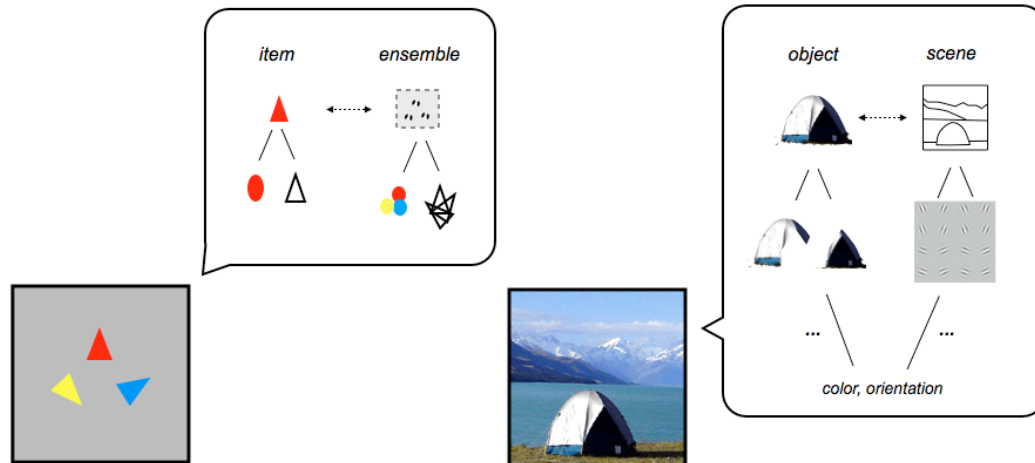 item
ensemble
object
scene
...
...
color, orientation